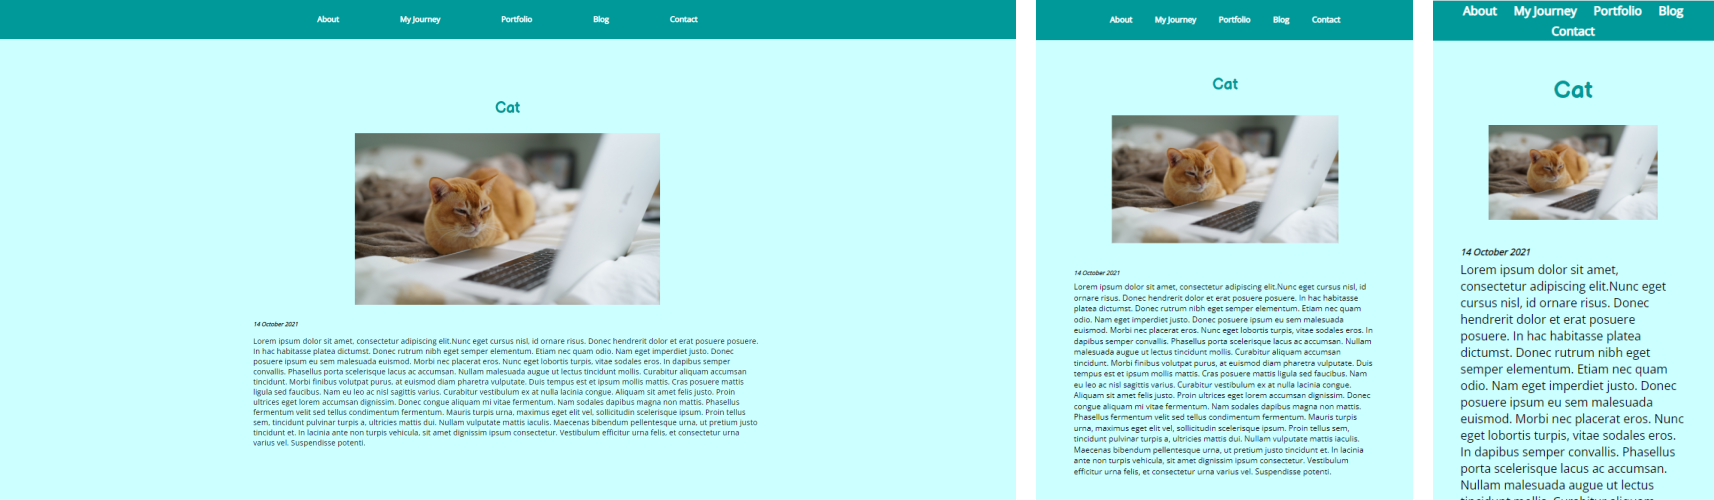 About My Journey Portfolio Blog Contact
Cat
14 October 2021
Lorem ipsum dolor sit amet, consectetur adipiscing elit.Nunc eget cursus nisl, id ornare risus. Donec hendrerit dolor et erat posuere posuere.
In hac habitasse platea dictumst. Donec rutrum nibh eget semper elementum. Etiam nec quam odio. Nam eget imperdiet justo. Donec
posuere ipsum eu sem malesuada euismod. Morbi nec placerat eros. Nunc eget lobortis turpis, vitae sodales eros. In dapibus semper
convallis. Phasellus porta scelerisque lacus ac accumsan. Nullam malesuada augue ut lectus tincidunt mollis. Curabitur aliquam accumsan
tincidunt. Morbi finibus volutpat purus, at euismod diam pharetra vulputate. Duis tempus est et ipsum mollis mattis. Cras posuere mattis
ligula sed faucibus. Nam eu leo ac nisl sagittis varius. Curabitur vestibulum ex at nulla lacinia congue. Aliquam sit amet felis justo. Proin
ultrices eget lorem accumsan dignissim. Donec congue aliquam mi vitae fermentum. Nam sodales dapibus magna non mattis. Phasellus
fermentum velit sed tellus condimentum fermentum. Mauris turpis urna, maximus eget elit vel, sollicitudin scelerisque ipsum. Proin tellus
sem, tincidunt pulvinar turpis a, ultricies mattis dui. Nullam vulputate mattis iaculis. Maecenas bibendum pellentesque urna, ut pretium justo
tincidunt et. In lacinia ante non turpis vehicula, sit amet dignissim ipsum consectetur. Vestibulum efficitur urna felis, et consectetur urna
varius vel. Suspendisse potenti.
About My Journey Portfolio Blog Contact
Cat
14 October 2021
Lorem ipsum dolor sit amet, consectetur adipiscing elit.Nunc eget cursus nisl, id
ornare risus. Donec hendrerit dolor et erat posuere posuere. In hac habitasse
platea dictumst. Donec rutrum nibh eget semper elementum. Etiam nec quam
odio. Nam eget imperdiet justo. Donec posuere ipsum eu sem malesuada
euismod. Morbi nec placerat eros. Nunc eget lobortis turpis, vitae sodales eros. In
dapibus semper convallis. Phasellus porta scelerisque lacus ac accumsan. Nullam
malesuada augue ut lectus tincidunt mollis. Curabitur aliquam accumsan
tincidunt. Morbi finibus volutpat purus, at euismod diam pharetra vulputate. Duis
tempus est et ipsum mollis mattis. Cras posuere mattis ligula sed faucibus. Nam
eu leo ac nisl sagittis varius. Curabitur vestibulum ex at nulla lacinia congue.
Aliquam sit amet felis justo. Proin ultrices eget lorem accumsan dignissim. Donec
congue aliquam mi vitae fermentum. Nam sodales dapibus magna non mattis.
Phasellus fermentum velit sed tellus condimentum fermentum. Mauris turpis
urna, maximus eget elit vel, sollicitudin scelerisque ipsum. Proin tellus sem,
tincidunt pulvinar turpis a, ultricies mattis dui. Nullam vulputate mattis iaculis.
Maecenas bibendum pellentesque urna, ut pretium justo tincidunt et. In lacinia
ante non turpis vehicula, sit amet dignissim ipsum consectetur. Vestibulum
efficitur urna felis, et consectetur urna varius vel. Suspendisse potenti.
About My Journey Portfolio Blog
Contact
Cat
14 October 2021
Lorem ipsum dolor sit amet,
consectetur adipiscing elit.Nunc eget
cursus nisl, id ornare risus. Donec
hendrerit dolor et erat posuere
posuere. In hac habitasse platea
dictumst. Donec rutrum nibh eget
semper elementum. Etiam nec quam
odio. Nam eget imperdiet justo. Donec
posuere ipsum eu sem malesuada
euismod. Morbi nec placerat eros. Nunc
eget lobortis turpis, vitae sodales eros.
In dapibus semper convallis. Phasellus
porta scelerisque lacus ac accumsan.
Nullam malesuada augue ut lectus